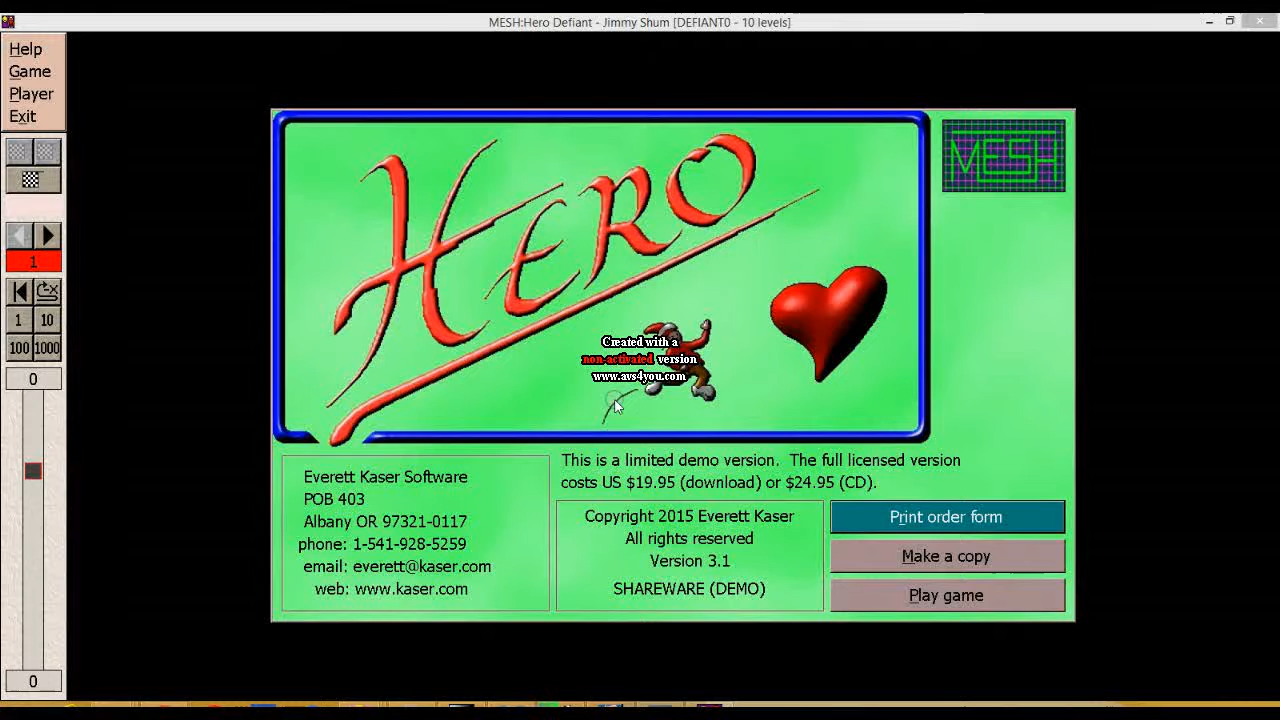 MESH:Hero Defiant - Jimmy Shum [DEFIANT0 - 10 levels]
Help
Game
Player
Exit
1
1 10
100 1000
0
0
HERO
MESH
Created with a
non-activated version
www.avs4you.com
Everett Kaser Software
POB 403
Albany OR 97321-0117
phone: 1-541-928-5259
email: everett@kaser.com
web: www.kaser.com
This is a limited demo version. The full licensed version
costs US $19.95 (download) or $24.95 (CD).
Copyright 2015 Everett Kaser
All rights reserved
Version 3.1
SHAREWARE (DEMO)
Print order form
Make a copy
Play game